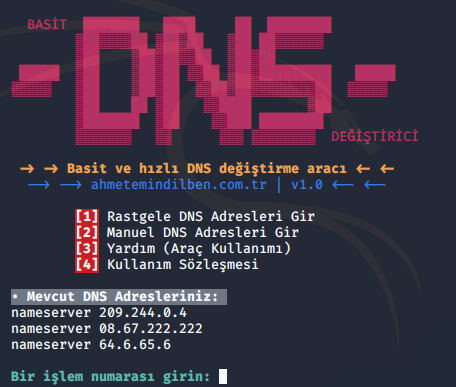 BASİT
-DNS-
DEĞİŞTİRİCİ
→ → Basit ve hızlı DNS değiştirme aracı ← ←
⟶ ⟶ ahmetemindilben.com.tr | v1.0 ⟵ ⟵
[1] Rastgele DNS Adresleri Gir
[2] Manuel DNS Adresleri Gir
[3] Yardım (Araç Kullanımı)
[4] Kullanım Sözleşmesi
• Mevcut DNS Adresleriniz:
nameserver 209.244.0.4
nameserver 08.67.222.222
nameserver 64.6.65.6
Bir işlem numarası girin: